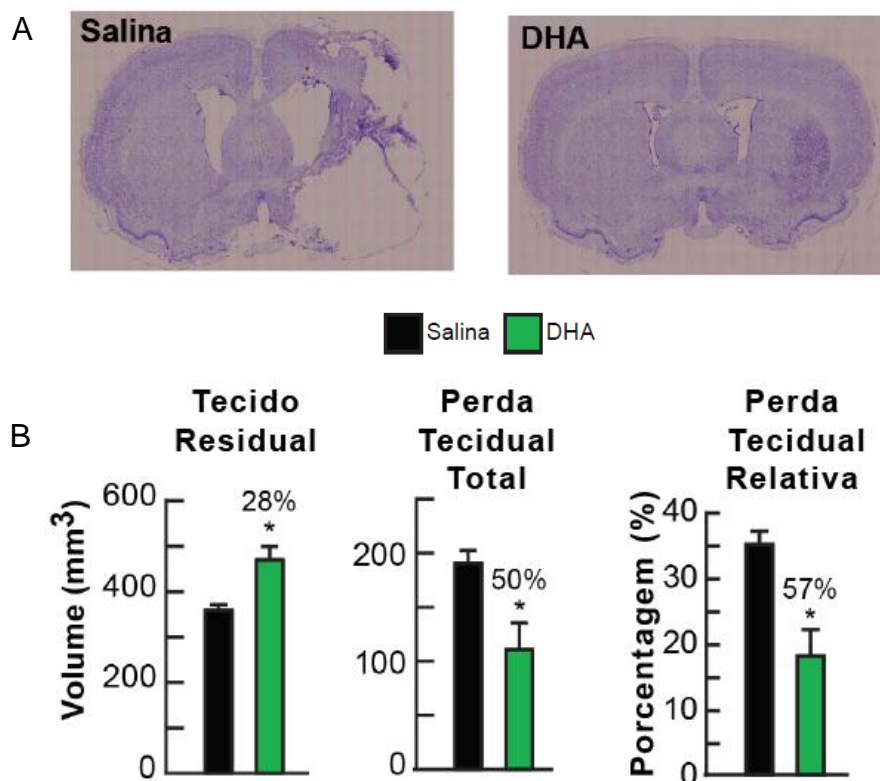 A
Salina
DHA
Salina DHA
B
Tecido
Residual
Volume (mm³)
600
400
200
0
28%
*
Perda
Tecidual
Total
200
100
0
50%
*
Perda
Tecidual
Relativa
Porcentagem (%)
40
35
20
10
0
57%
*